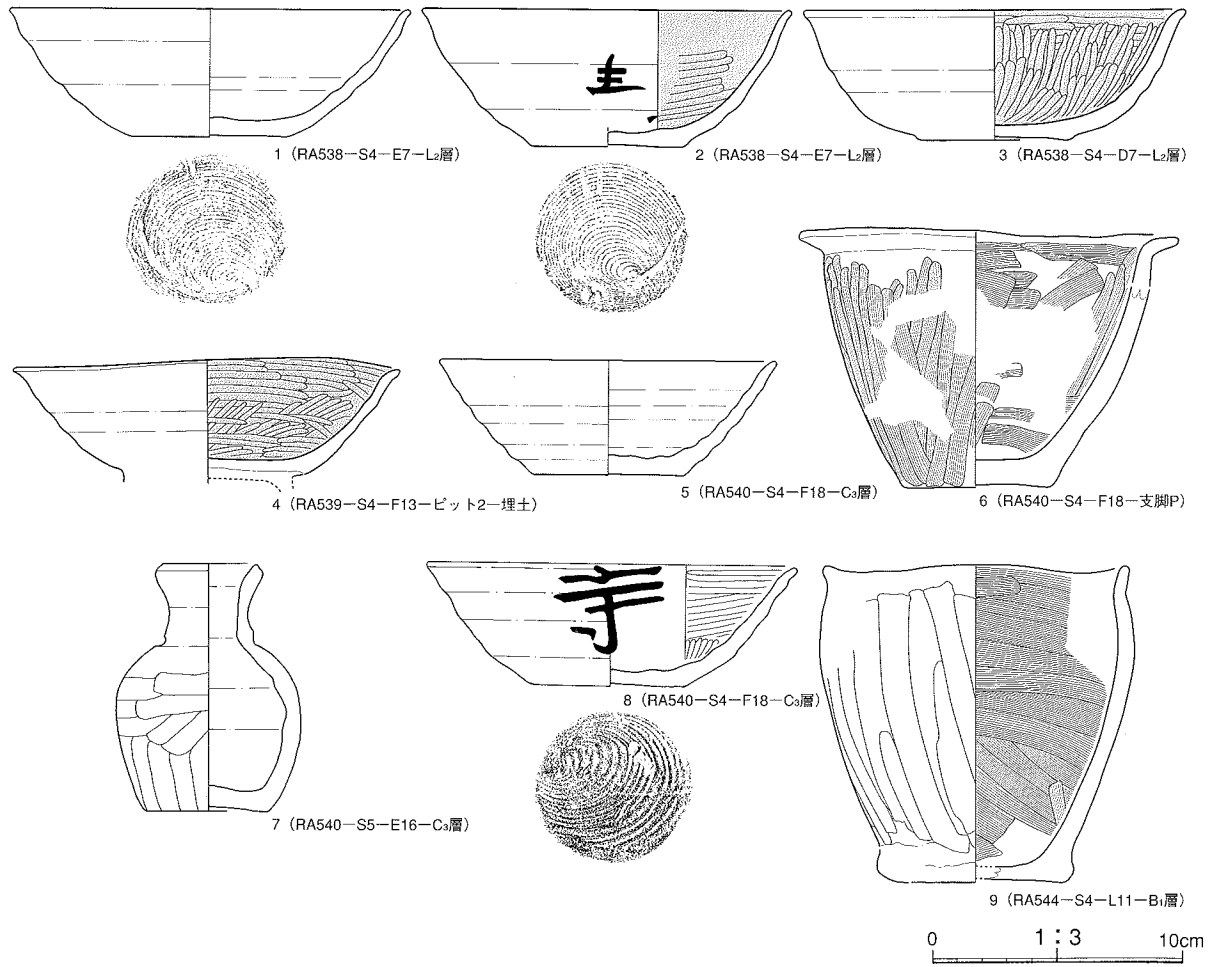 1（RA538－S4－E7－L₂層）
2（RA538－S4－E7－L₂層）
3（RA538－S4－D7－L₂層）
4（RA539－S4－F13－ピット2－埋土）
5（RA540－S4－F18－C₃層）
6（RA540－S4－F18－支脚P）
7（RA540－S5－E16－C₃層）
8（RA540－S4－F18－C₃層）
9（RA544－S4－L11－B₁層）
0 1：3 10cm